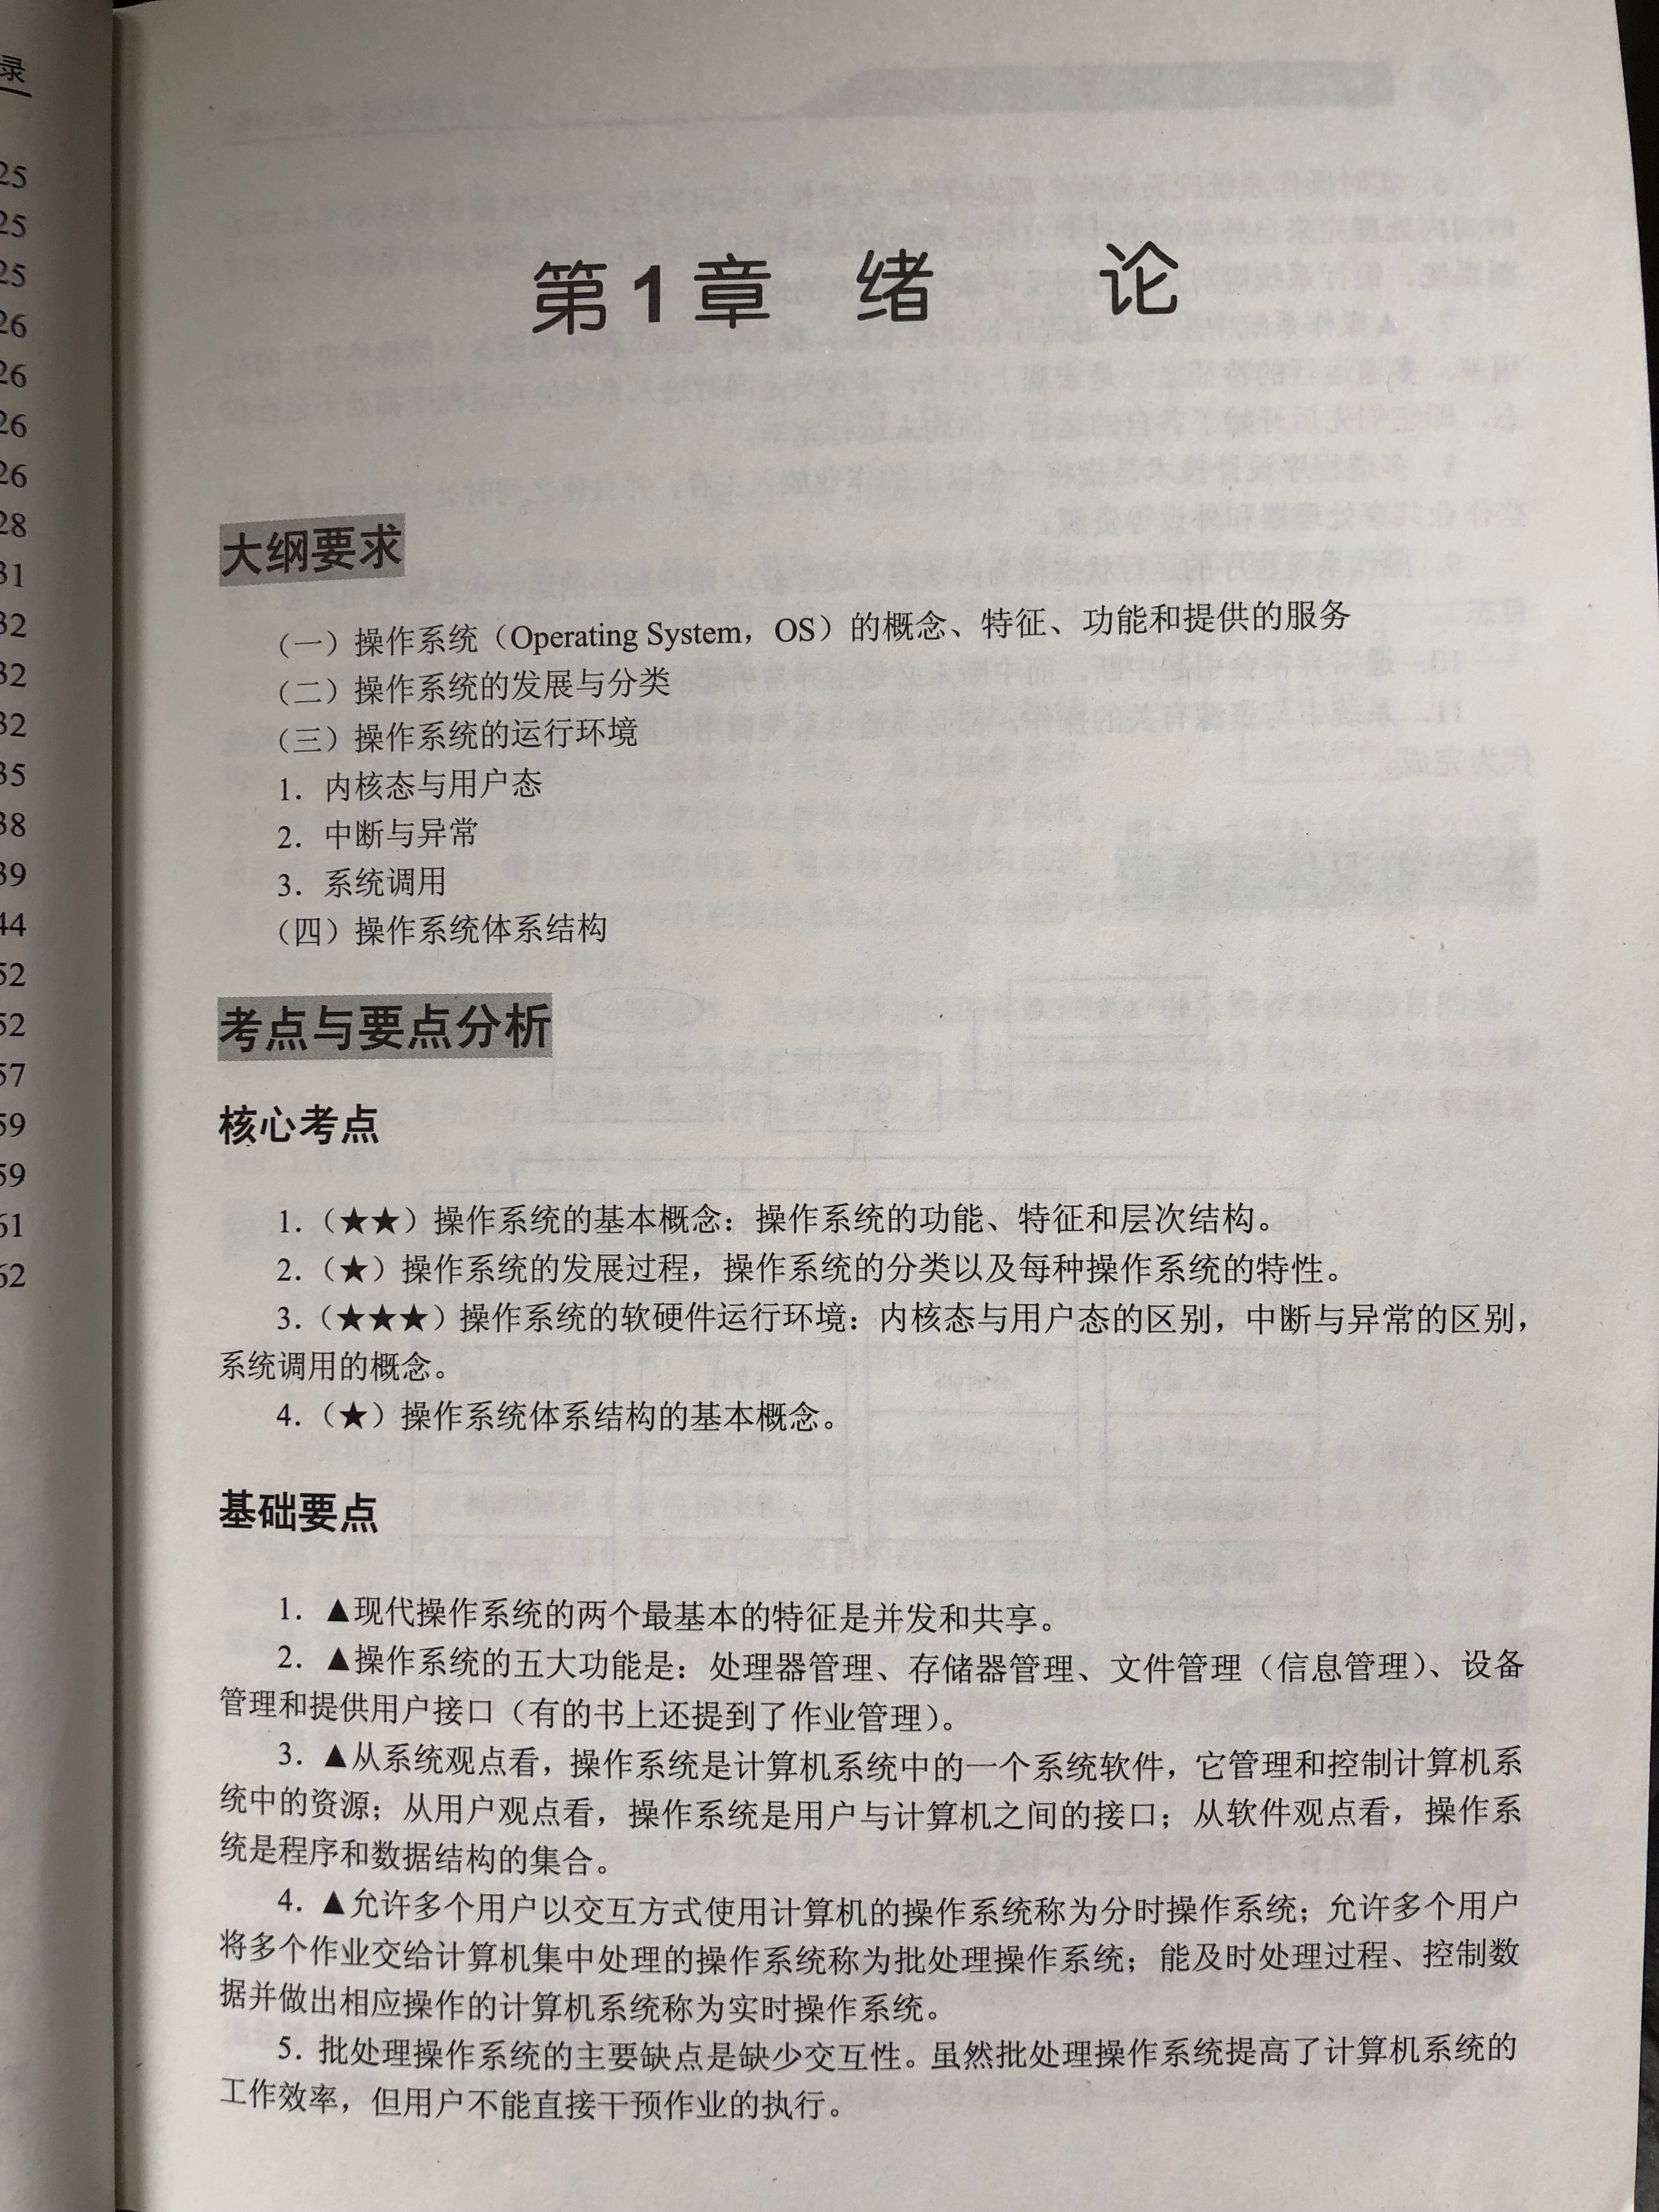 录
25
25
25
26
26
26
26
28
31
32
32
32
35
38
39
44
52
52
57
59
59
61
62
第1章 绪 论
大纲要求
（一）操作系统（Operating System，OS）的概念、特征、功能和提供的服务
（二）操作系统的发展与分类
（三）操作系统的运行环境
1. 内核态与用户态
2. 中断与异常
3. 系统调用
（四）操作系统体系结构
考点与要点分析
核心考点
1.（★★）操作系统的基本概念：操作系统的功能、特征和层次结构。
2.（★）操作系统的发展过程，操作系统的分类以及每种操作系统的特性。
3.（★★★）操作系统的软硬件运行环境：内核态与用户态的区别，中断与异常的区别，
系统调用的概念。
4.（★）操作系统体系结构的基本概念。
基础要点
1. ▲现代操作系统的两个最基本的特征是并发和共享。
2. ▲操作系统的五大功能是：处理器管理、存储器管理、文件管理（信息管理）、设备
管理和提供用户接口（有的书上还提到了作业管理）。
3. ▲从系统观点看，操作系统是计算机系统中的一个系统软件，它管理和控制计算机系
统中的资源；从用户观点看，操作系统是用户与计算机之间的接口；从软件观点看，操作系
统是程序和数据结构的集合。
4. ▲允许多个用户以交互方式使用计算机的操作系统称为分时操作系统；允许多个用户
将多个作业交给计算机集中处理的操作系统称为批处理操作系统；能及时处理过程、控制数
据并做出相应操作的计算机系统称为实时操作系统。
5. 批处理操作系统的主要缺点是缺少交互性。虽然批处理操作系统提高了计算机系统的
工作效率，但用户不能直接干预作业的执行。